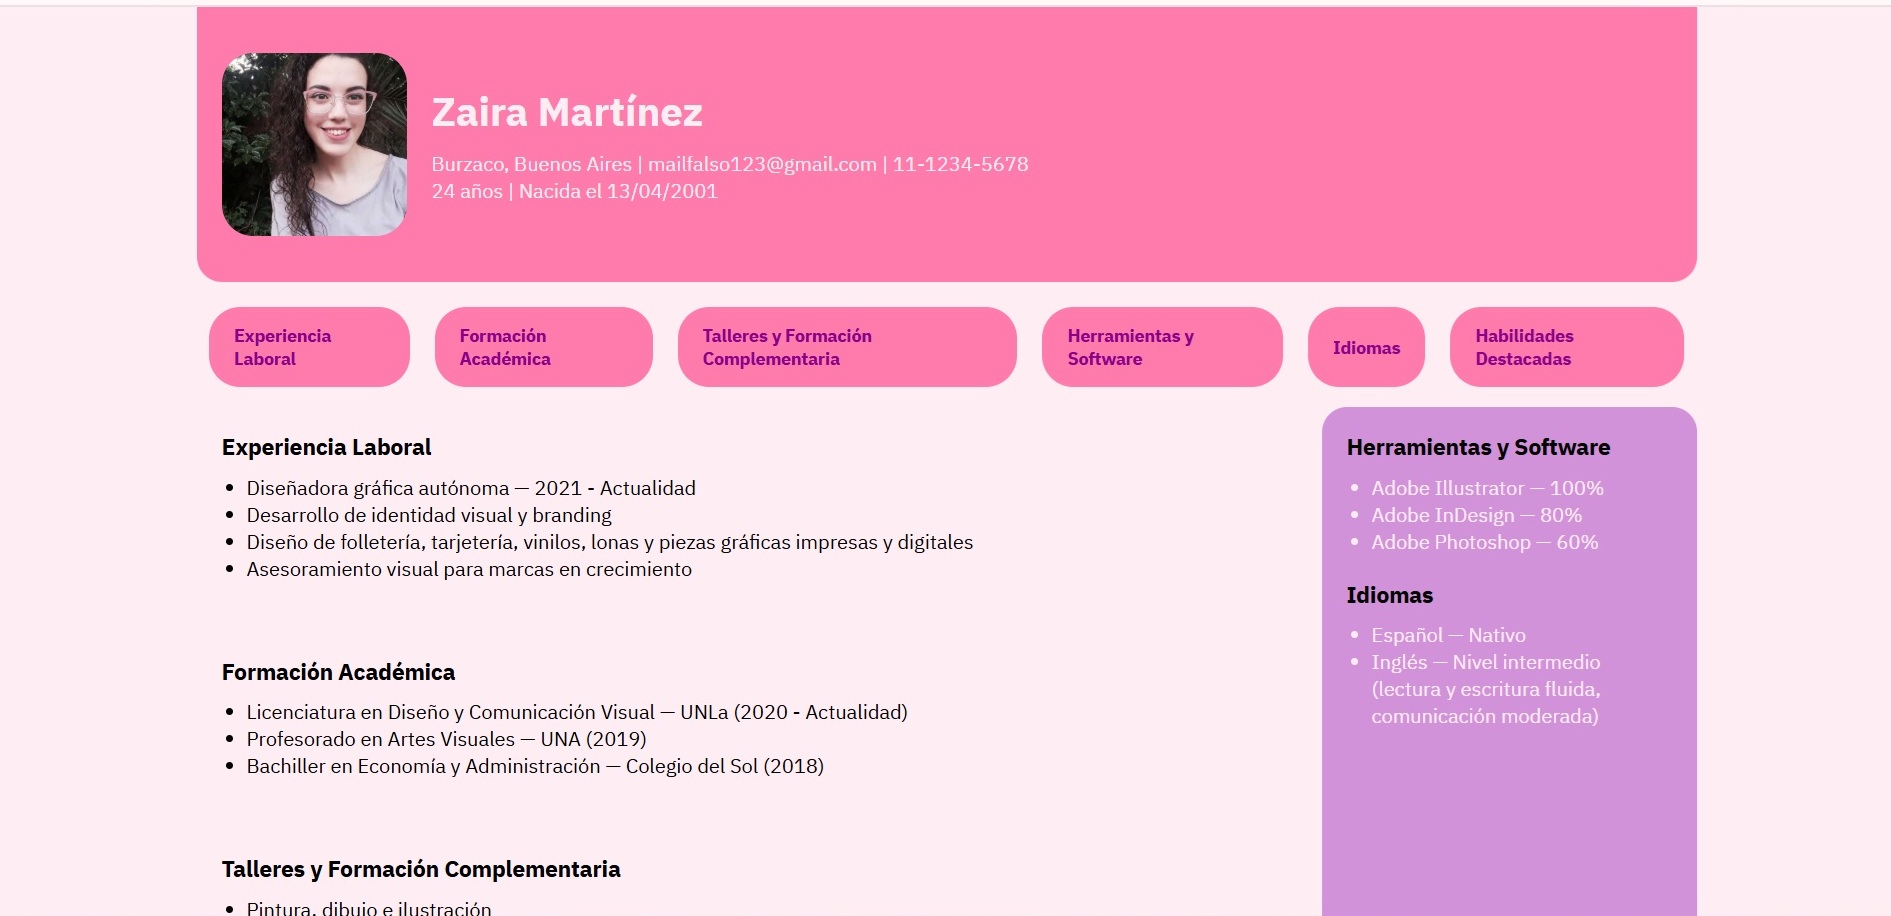 Zaira Martínez
Burzaco, Buenos Aires | mailfalso123@gmail.com | 11-1234-5678
24 años | Nacida el 13/04/2001
Experiencia
Laboral
Formación
Académica
Talleres y Formación
Complementaria
Herramientas y
Software
Idiomas
Habilidades
Destacadas
Experiencia Laboral
• Diseñadora gráfica autónoma — 2021 - Actualidad
• Desarrollo de identidad visual y branding
• Diseño de folletería, tarjetería, vinilos, lonas y piezas gráficas impresas y digitales
• Asesoramiento visual para marcas en crecimiento
Formación Académica
• Licenciatura en Diseño y Comunicación Visual — UNLa (2020 - Actualidad)
• Profesorado en Artes Visuales — UNA (2019)
• Bachiller en Economía y Administración — Colegio del Sol (2018)
Talleres y Formación Complementaria
• Pintura, dibujo e ilustración
Herramientas y Software
• Adobe Illustrator — 100%
• Adobe InDesign — 80%
• Adobe Photoshop — 60%
Idiomas
• Español — Nativo
• Inglés — Nivel intermedio
(lectura y escritura fluida,
comunicación moderada)